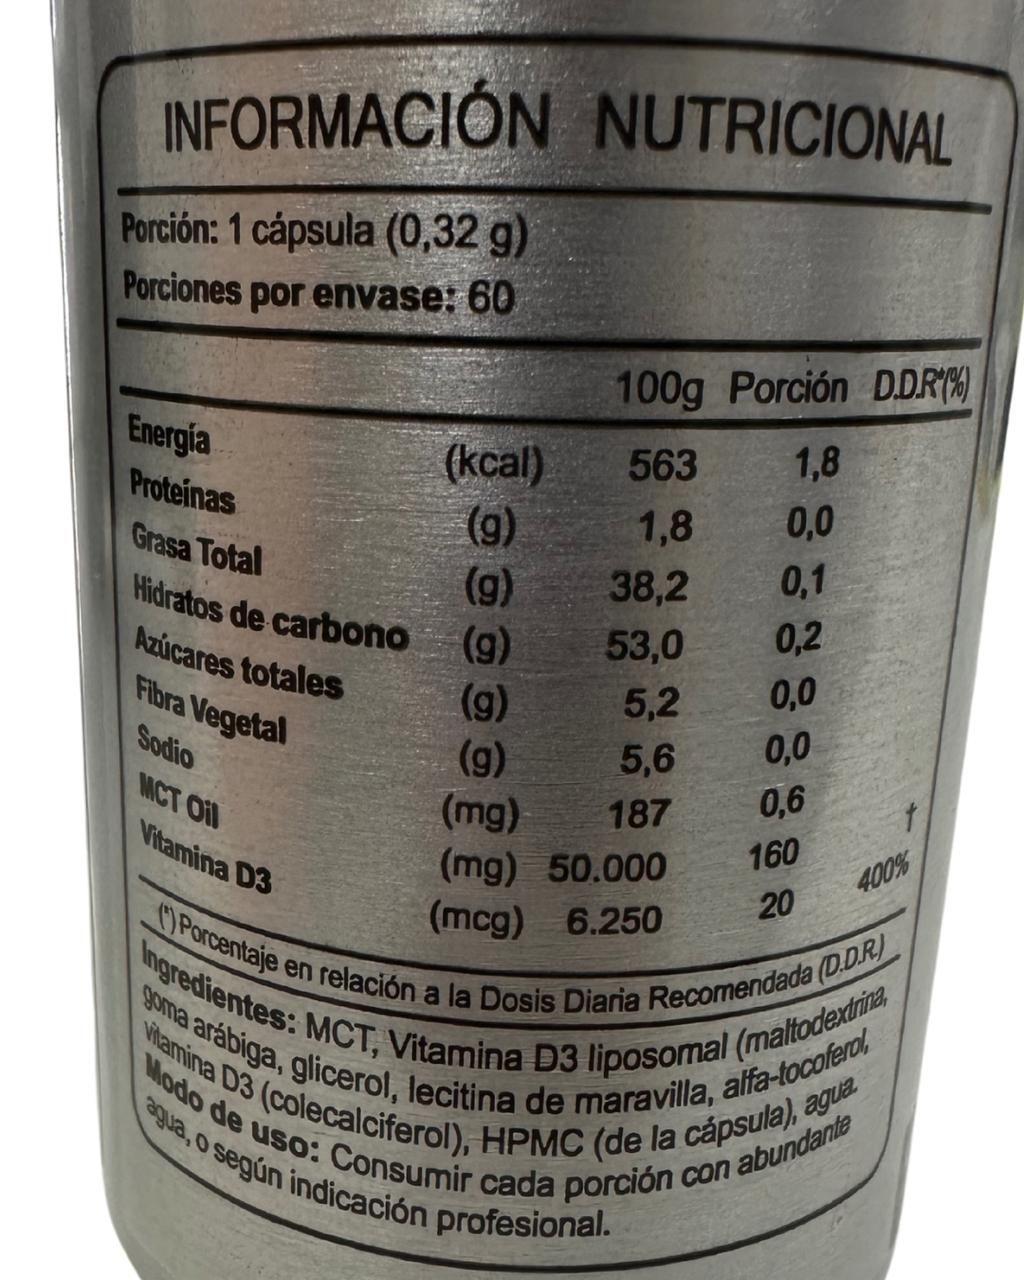 INFORMACIÓN NUTRICIONAL
Porción: 1 cápsula (0,32 g)
Porciones por envase: 60
100g Porción D.D.R*(%)
Energía (kcal) 563 1,8
Proteínas (g) 1,8 0,0
Grasa Total (g) 38,2 0,1
Hidratos de carbono (g) 53,0 0,2
Azúcares totales (g) 5,2 0,0
Fibra Vegetal (g) 5,6 0,0
Sodio (mg) 187 0,6
MCT Oil (mg) 50.000 160 †
Vitamina D3 (mcg) 6.250 20 400%
(*) Porcentaje en relación a la Dosis Diaria Recomendada (D.D.R.)
Ingredientes: MCT, Vitamina D3 liposomal (maltodextrina,
goma arábiga, glicerol, lecitina de maravilla, alfa-tocoferol,
vitamina D3 (colecalciferol), HPMC (de la cápsula), agua.
Modo de uso: Consumir cada porción con abundante
agua, o según indicación profesional.